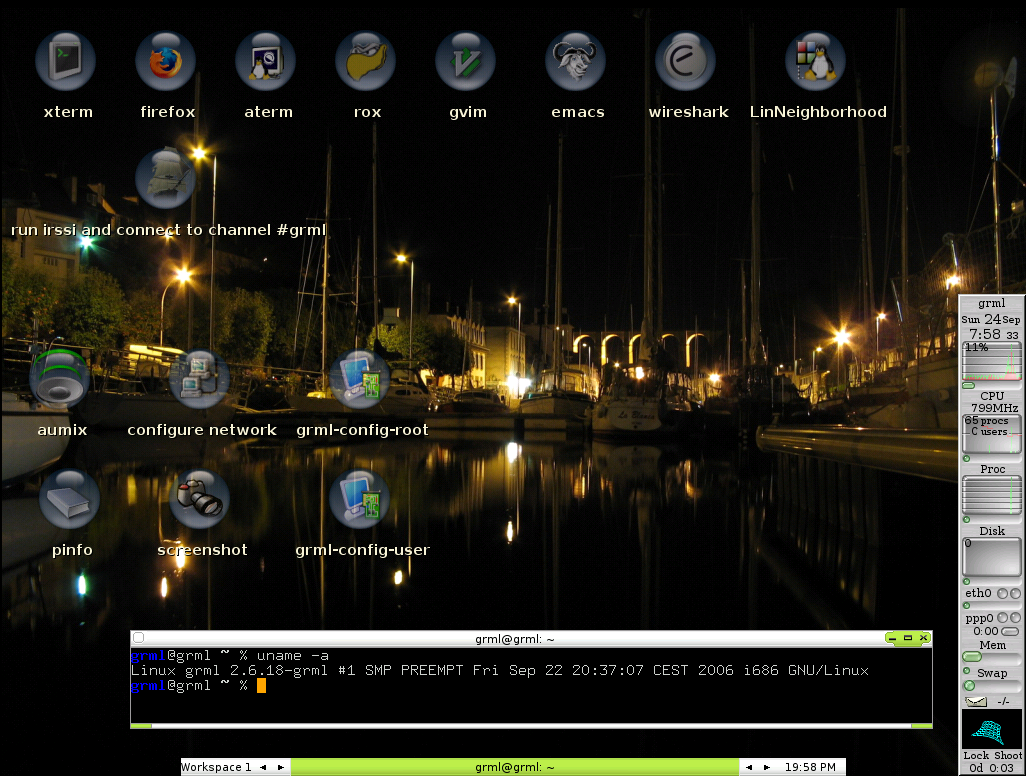 xterm firefox aterm rox gvim emacs wireshark LinNeighborhood
run irssi and connect to channel #grml
aumix configure network grml-config-root
pinfo screenshot grml-config-user
grml
Sun 24 Sep
7:58 33
11%
CPU
799MHz
65 procs
C users
Proc
Disk
0
eth0
ppp0
0:00
Mem
Swap
-/-
Lock Shoot
0d 0:03
grml@grml: ~
grml@grml ~ % uname -a
Linux grml 2.6.18-grml #1 SMP PREEMPT Fri Sep 22 20:37:07 CEST 2006 i686 GNU/Linux
grml@grml ~ %
Workspace 1 grml@grml: ~ 19:58 PM